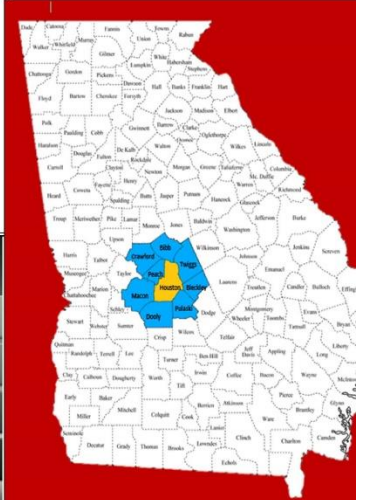 Dade Catoosa Fannin Towns Rabun
Walker Whitfield Murray Union
Gilmer White Habersham
Chattooga Gordon Pickens Lumpkin Stephens
Dawson Hall Banks Franklin Hart
Floyd Bartow Cherokee Forsyth
Jackson Madison Elbert
Polk Paulding Cobb Gwinnett Barrow Clarke
Oconee Oglethorpe Wilkes Lincoln
Haralson Douglas Fulton De Kalb Walton
Carroll Clayton Rockdale Newton Morgan Greene Taliaferro Columbia
Mc. Duffie
Coweta Fayette Henry Warren Richmond
Heard Spalding Butts Jasper Putnam Hancock Glascock
Troup Meriwether Pike Lamar Monroe Jones Baldwin Washington Jefferson Burke
Upson Bibb Wilkinson Jenkins Screven
Harris Talbot Crawford Twiggs Johnson Emanuel
Muscogee Taylor Peach
Chattahoochee Marion Houston Bleckley Laurens Treutlen Candler Bulloch
Macon Pulaski Montgomery
Stewart Webster Schley Sumter Dooly Dodge Wheeler Toombs Evans
Crisp Wilcox Telfair Tattnall Bryan
Quitman Randolph Terrell Lee Turner Ben Hill Jeff Davis Appling Long Liberty
Clay Calhoun Dougherty Worth Irwin Coffee Bacon Wayne
Tift
Early Baker Berrien Atkinson Pierce Glynn
Miller Mitchell Colquitt Cook Ware Brantley
Seminole Lanier
Decatur Grady Thomas Brooks Lowndes Clinch Charlton Camden
Echols